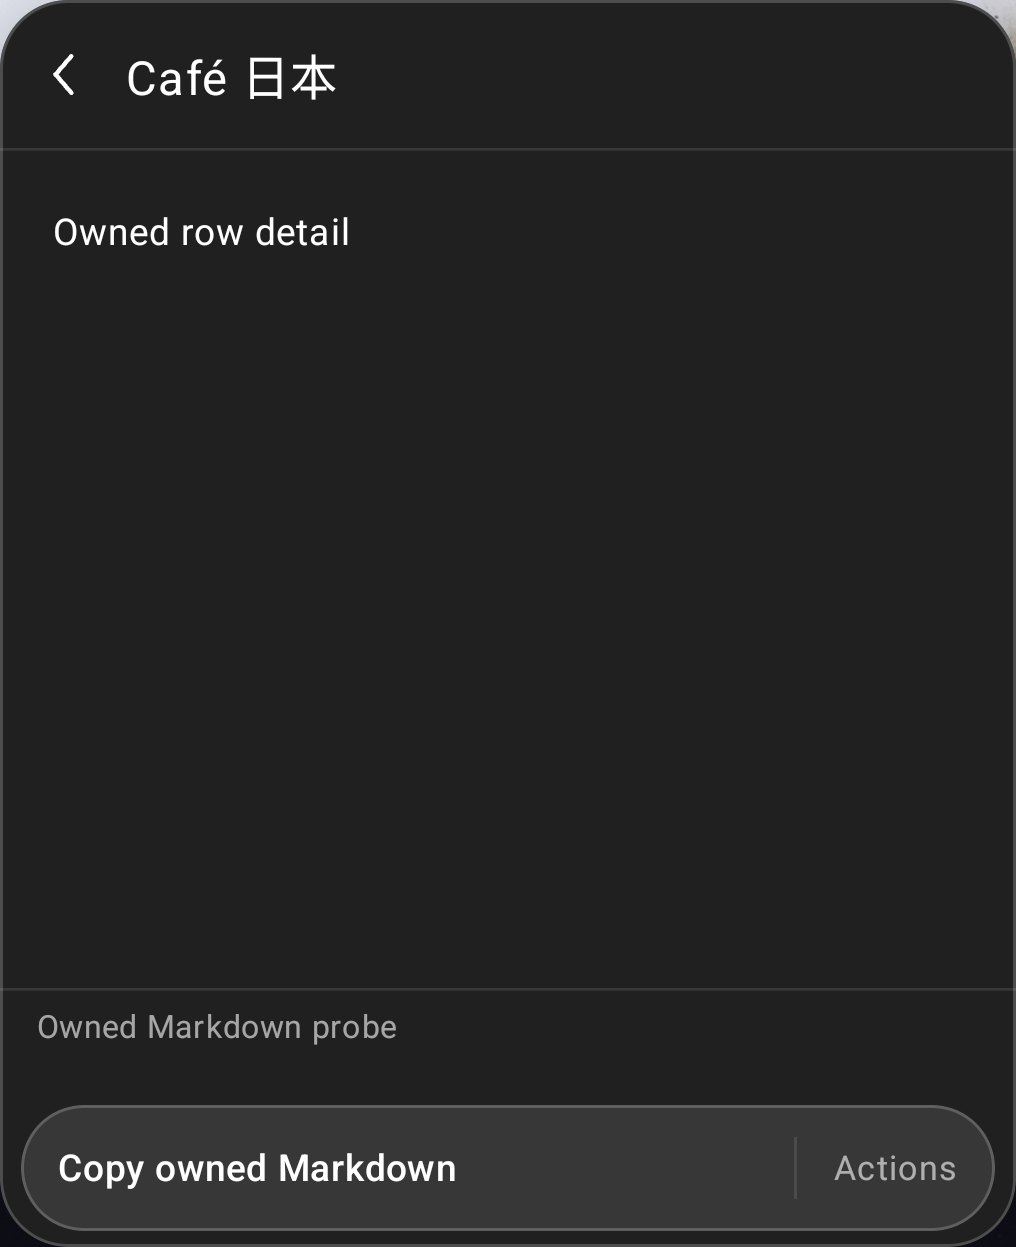 Café 日本
Owned row detail
Owned Markdown probe
Copy owned Markdown
Actions